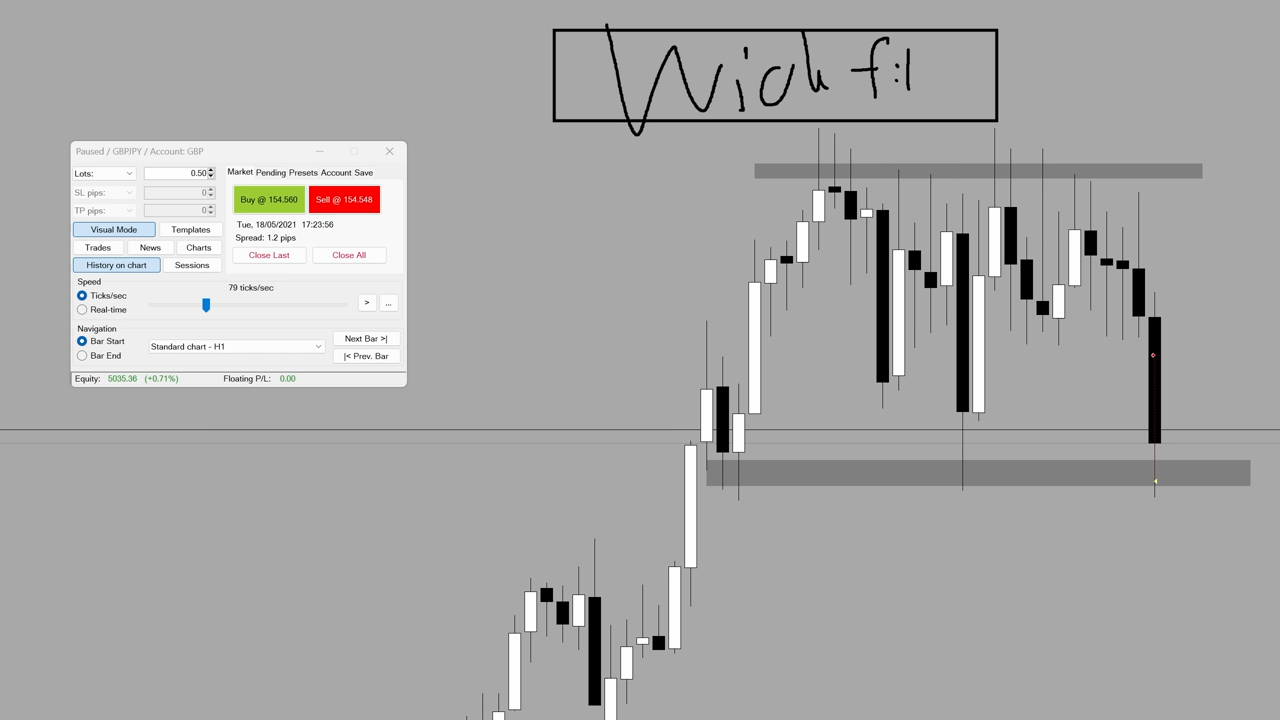 Wick fil
Paused / GBPJPY / Account: GBP
Lots: 0.50 Market Pending Presets Account Save
SL pips: 0 Buy @ 154.560 Sell @ 154.548
TP pips: 0
Visual Mode Templates Tue, 18/05/2021 17:23:56
Spread: 1.2 pips
Trades News Charts Close Last Close All
History on chart Sessions
Speed
Ticks/sec 79 ticks/sec
Real-time > ...
Navigation
Bar Start Standard chart - H1 Next Bar >|
Bar End |< Prev. Bar
Equity: 5035.36 (+0.71%) Floating P/L: 0.00